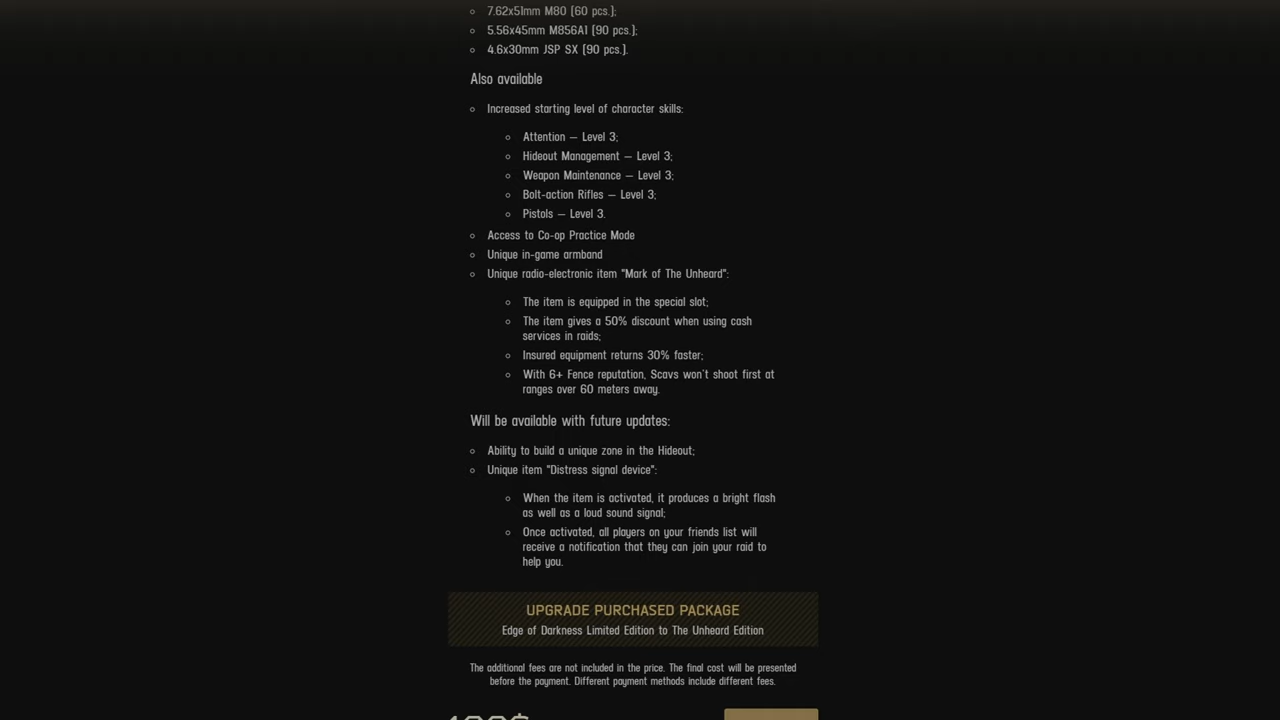 7.62x51mm M80 (60 pcs.);
5.56x45mm M856A1 (90 pcs.);
4.6x30mm JSP SX (90 pcs.).
Also available
Increased starting level of character skills:
Attention — Level 3;
Hideout Management — Level 3;
Weapon Maintenance — Level 3;
Bolt-action Rifles — Level 3;
Pistols — Level 3.
Access to Co-op Practice Mode
Unique in-game armband
Unique radio-electronic item "Mark of The Unheard":
The item is equipped in the special slot;
The item gives a 50% discount when using cash
services in raids;
Insured equipment returns 30% faster;
With 6+ Fence reputation, Scavs won't shoot first at
ranges over 60 meters away.
Will be available with future updates:
Ability to build a unique zone in the Hideout;
Unique item "Distress signal device":
When the item is activated, it produces a bright flash
as well as a loud sound signal;
Once activated, all players on your friends list will
receive a notification that they can join your raid to
help you.
UPGRADE PURCHASED PACKAGE
Edge of Darkness Limited Edition to The Unheard Edition
The additional fees are not included in the price. The final cost will be presented
before the payment. Different payment methods include different fees.